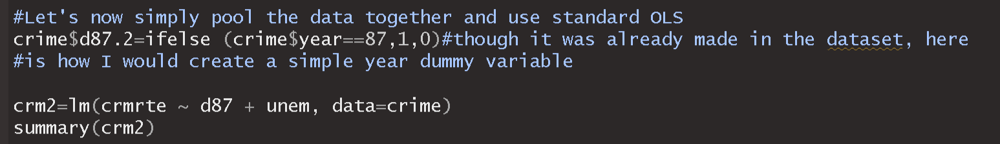 #Let's now simply pool the data together and use standard OLS
crime$d87.2=ifelse (crime$year==87,1,0)#though it was already made in the dataset, here
#is how I would create a simple year dummy variable
crm2=lm(crmrte ~ d87 + unem, data=crime)
summary(crm2)